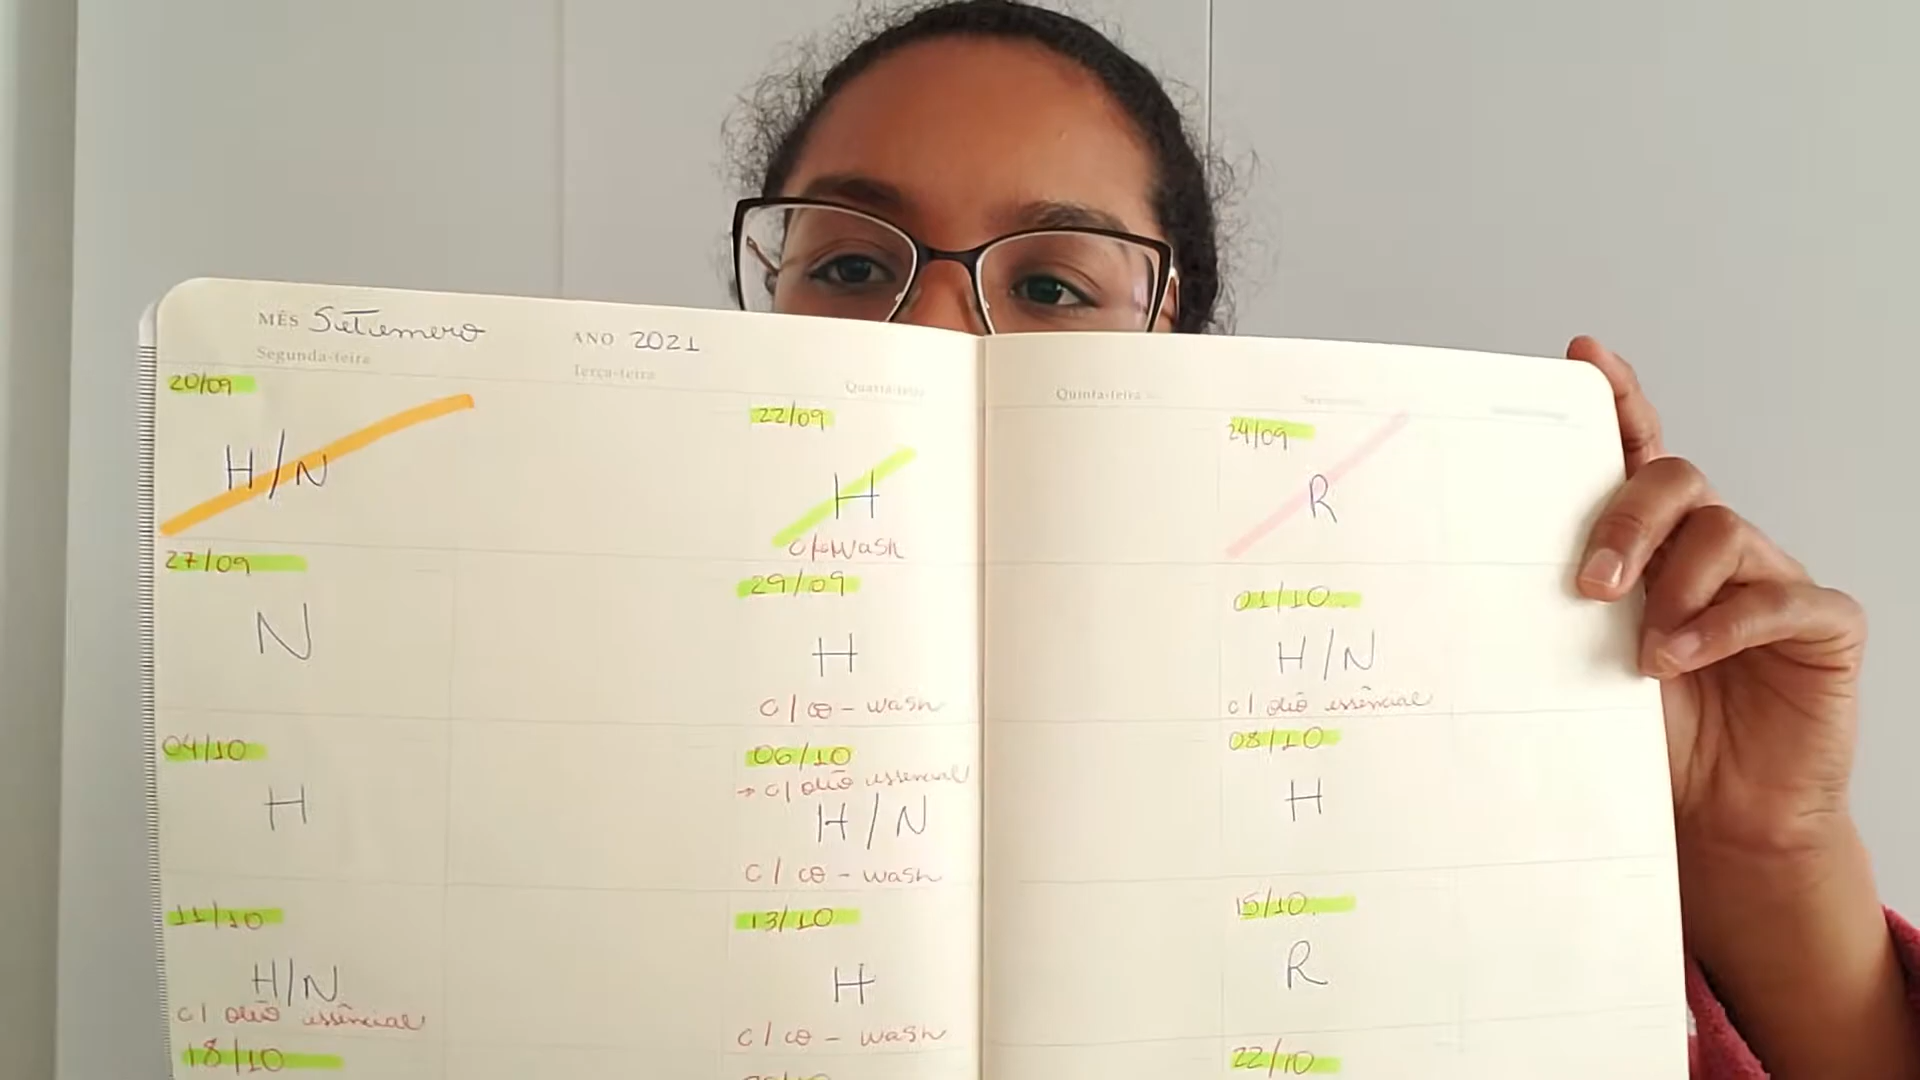 MÊS Setembro ANO 2021
Segunda-feira Terça-feira Quarta-feira Quinta-feira
20/09 22/09 24/09
H/N H R
c/co-wash
27/09 29/09 01/10
N H H/N
c/co-wash c/ óleo essêncial
04/10 06/10 08/10
→ c/ óleo essencial
H H/N H
c/co-wash
11/10 13/10 15/10
H/N H R
c/ óleo essêncial c/co-wash
18/10 22/10